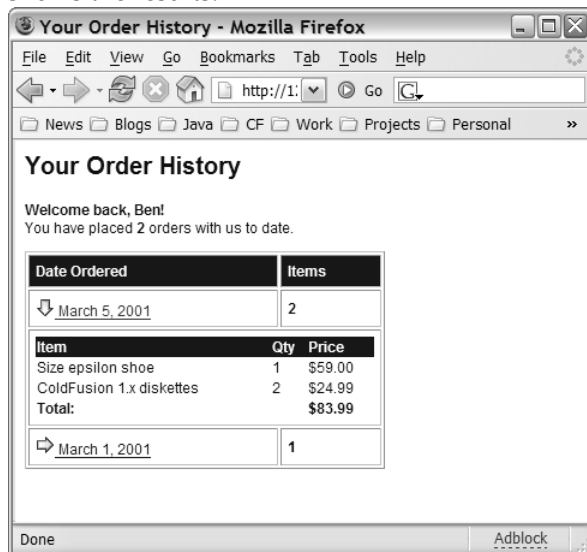 Your Order History - Mozilla Firefox
File Edit View Go Bookmarks Tab Tools Help
http://1: Go G
News Blogs Java CF Work Projects Personal »
Your Order History
Welcome back, Ben!
You have placed 2 orders with us to date.
Date Ordered Items
March 5, 2001 2
Item Qty Price
Size epsilon shoe 1 $59.00
ColdFusion 1.x diskettes 2 $24.99
Total: $83.99
March 1, 2001 1
Done Adblock